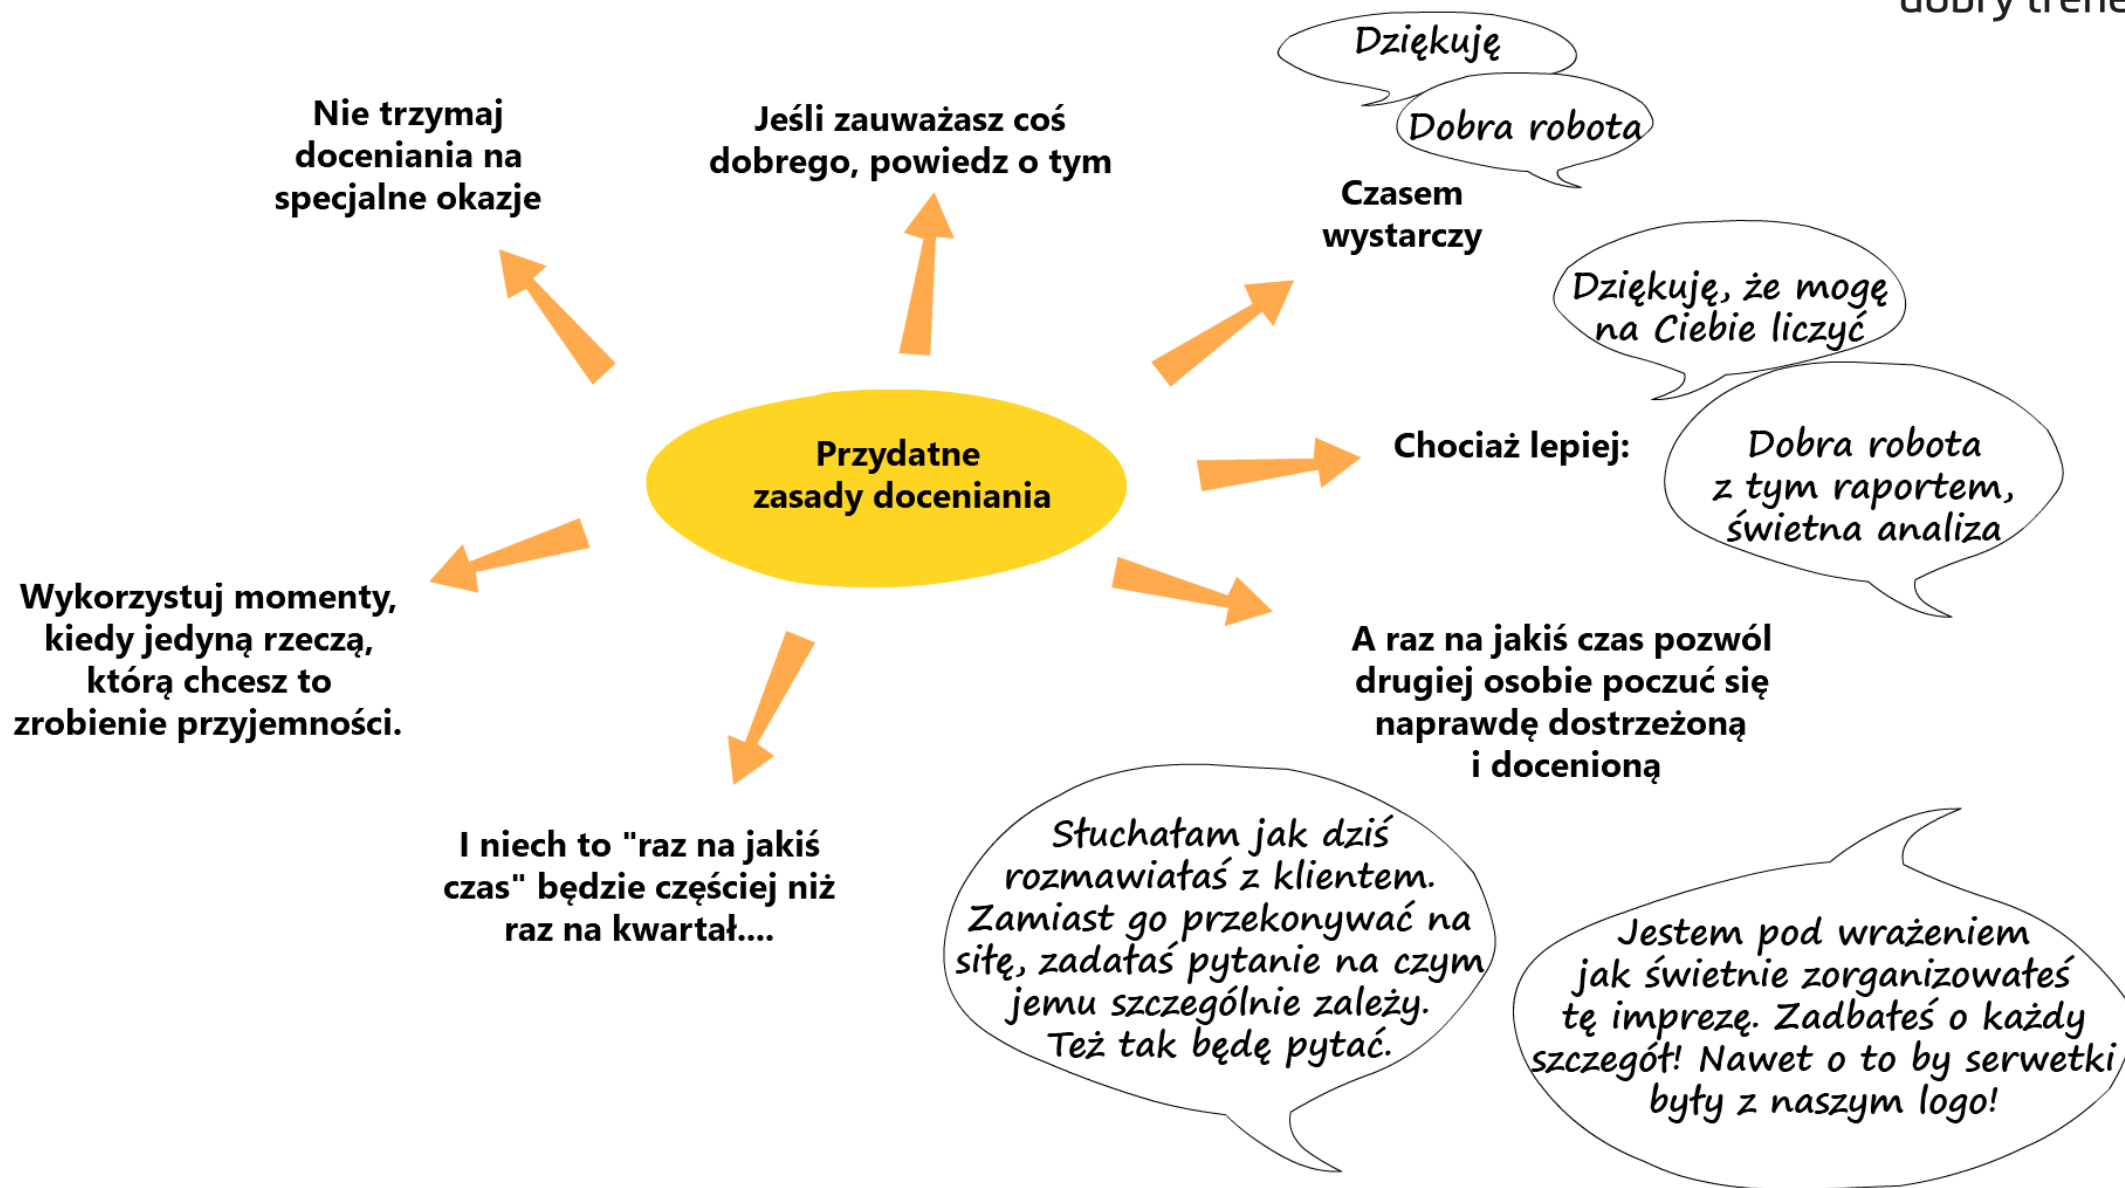 dobry
Nie trzymaj
doceniania na
specjalne okazje
Jeśli zauważasz coś
dobrego, powiedz o tym
Dziękuję
Dobra robota
Czasem
wystarczy
Dziękuję, że mogę
na Ciebie liczyć
Chociaż lepiej:
Dobra robota
z tym raportem,
świetna analiza
Przydatne
zasady doceniania
A raz na jakiś czas pozwól
drugiej osobie poczuć się
naprawdę dostrzeżoną
i docenioną
Słuchałam jak dziś
rozmawiałaś z klientem.
Zamiast go przekonywać na
siłę, zadałaś pytanie na czym
jemu szczególnie zależy.
Też tak będę pytać.
Jestem pod wrażeniem
jak świetnie zorganizowałeś
tę imprezę. Zadbałeś o każdy
szczegół! Nawet o to by serwetki
były z naszym logo!
I niech to "raz na jakiś
czas" będzie częściej niż
raz na kwartał....
Wykorzystuj momenty,
kiedy jedyną rzeczą,
którą chcesz to
zrobienie przyjemności.